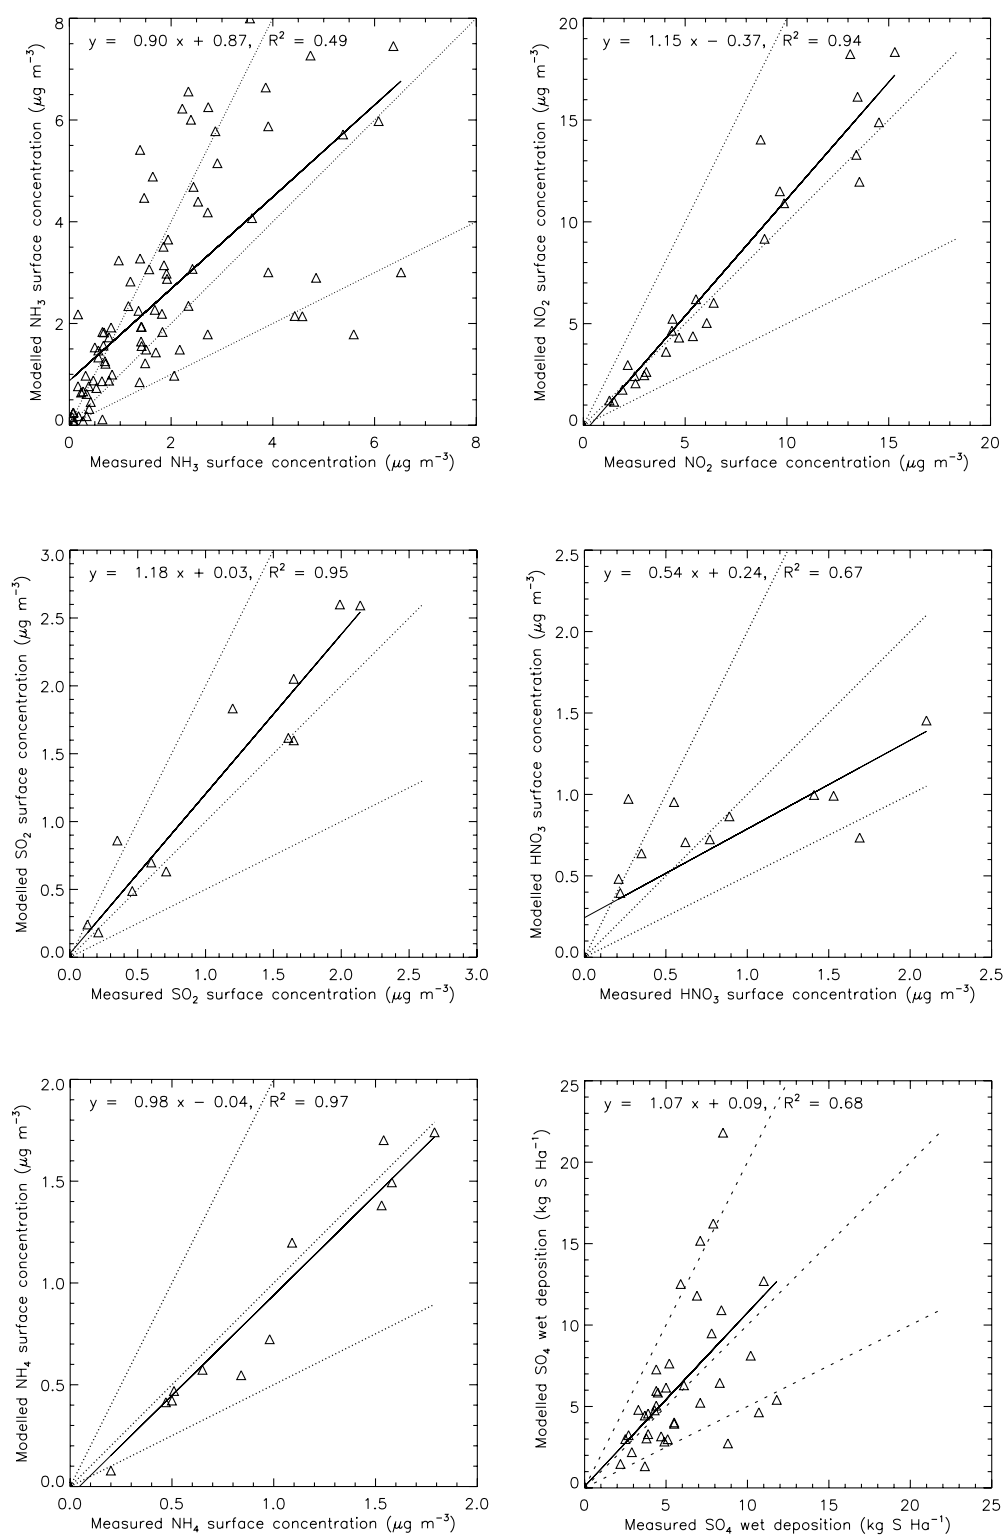 y = 0.90 x + 0.87, R² = 0.49
Modelled NH₃ surface concentration (μg m⁻³)
8
6
4
2
0
0 2 4 6 8
Measured NH₃ surface concentration (μg m⁻³)
y = 1.15 x − 0.37, R² = 0.94
Modelled NO₂ surface concentration (μg m⁻³)
20
15
10
5
0
0 5 10 15 20
Measured NO₂ surface concentration (μg m⁻³)
y = 1.18 x + 0.03, R² = 0.95
Modelled SO₂ surface concentration (μg m⁻³)
3.0
2.5
2.0
1.5
1.0
0.5
0.0
0.0 0.5 1.0 1.5 2.0 2.5 3.0
Measured SO₂ surface concentration (μg m⁻³)
y = 0.54 x + 0.24, R² = 0.67
Modelled HNO₃ surface concentration (μg m⁻³)
2.5
2.0
1.5
1.0
0.5
0.0
0.0 0.5 1.0 1.5 2.0 2.5
Measured HNO₃ surface concentration (μg m⁻³)
y = 0.98 x − 0.04, R² = 0.97
Modelled NH₄ surface concentration (μg m⁻³)
2.0
1.5
1.0
0.5
0.0
0.0 0.5 1.0 1.5 2.0
Measured NH₄ surface concentration (μg m⁻³)
y = 1.07 x + 0.09, R² = 0.68
Modelled SO₄ wet deposition (kg S Ha⁻¹)
25
20
15
10
5
0
0 5 10 15 20 25
Measured SO₄ wet deposition (kg S Ha⁻¹)